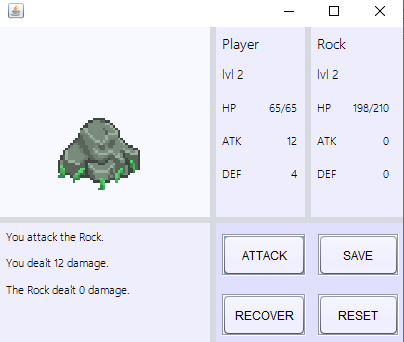 Player
lvl 2
HP 65/65
ATK 12
DEF 4
Rock
lvl 2
HP 198/210
ATK 0
DEF 0
You attack the Rock.
You dealt 12 damage.
The Rock dealt 0 damage.
ATTACK
SAVE
RECOVER
RESET